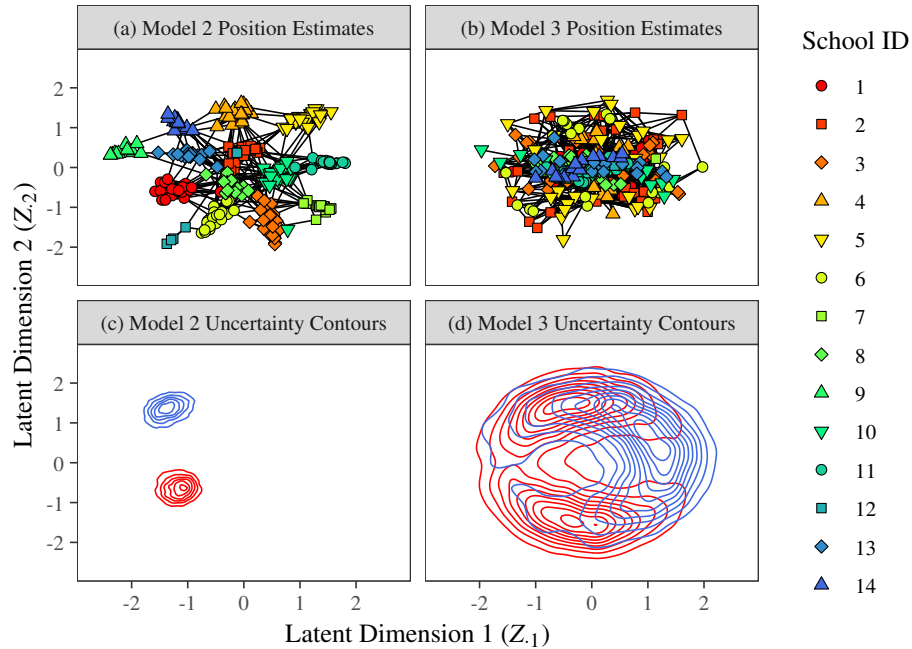 (a) Model 2 Position Estimates
(b) Model 3 Position Estimates
2
1
0
-1
-2
(c) Model 2 Uncertainty Contours
(d) Model 3 Uncertainty Contours
2
1
0
-1
-2
-2 -1 0 1 2
-2 -1 0 1 2
Latent Dimension 1 (Z.1)
Latent Dimension 2 (Z.2)
School ID
1
2
3
4
5
6
7
8
9
10
11
12
13
14